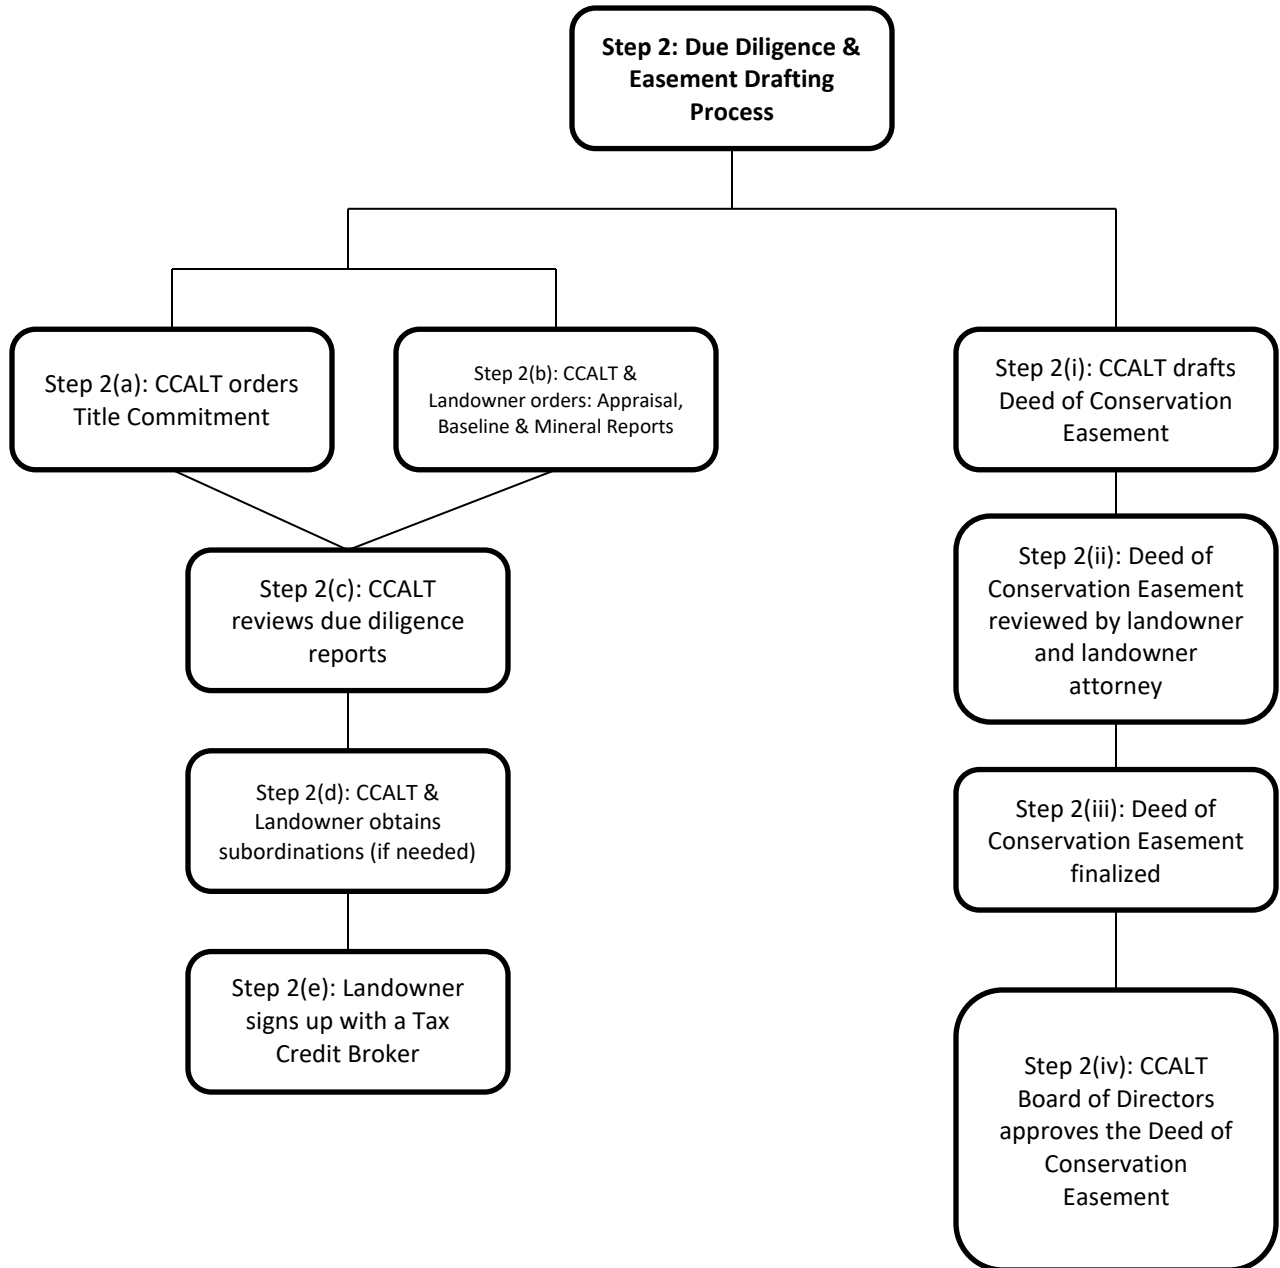 Step 2: Due Diligence &
Easement Drafting
Process
Step 2(a): CCALT orders
Title Commitment
Step 2(b): CCALT &
Landowner orders: Appraisal,
Baseline & Mineral Reports
Step 2(c): CCALT
reviews due diligence
reports
Step 2(d): CCALT &
Landowner obtains
subordinations (if needed)
Step 2(e): Landowner
signs up with a Tax
Credit Broker
Step 2(i): CCALT drafts
Deed of Conservation
Easement
Step 2(ii): Deed of
Conservation Easement
reviewed by landowner
and landowner
attorney
Step 2(iii): Deed of
Conservation Easement
finalized
Step 2(iv): CCALT
Board of Directors
approves the Deed of
Conservation
Easement